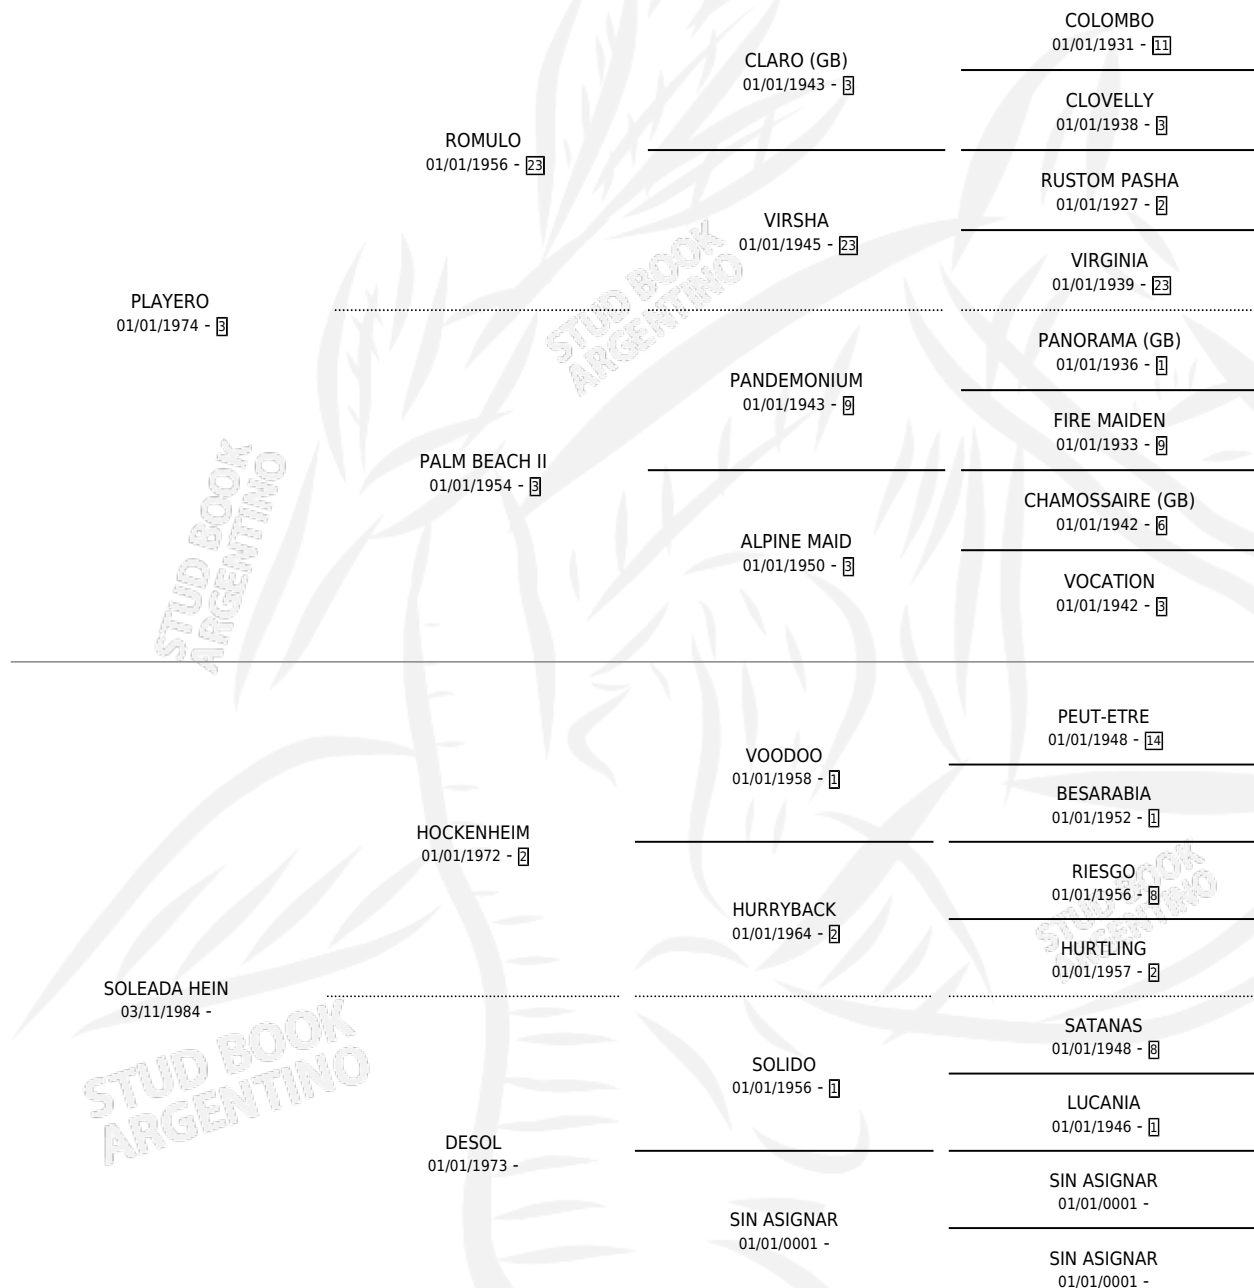 COLOMBO
01/01/1931 - 11
CLARO (GB)
01/01/1943 - 3
CLOVELLY
01/01/1938 - 3
ROMULO
01/01/1956 - 23
RUSTOM PASHA
01/01/1927 - 2
VIRSHA
01/01/1945 - 23
VIRGINIA
01/01/1939 - 23
PLAYERO
01/01/1974 - 3
STUD BOOK
ARGENTINO
PANORAMA (GB)
01/01/1936 - 1
PANDEMONIUM
01/01/1943 - 9
FIRE MAIDEN
01/01/1933 - 9
PALM BEACH II
01/01/1954 - 3
CHAMOSSAIRE (GB)
01/01/1942 - 6
ALPINE MAID
01/01/1950 - 3
VOCATION
01/01/1942 - 3
STUD BOOK
ARGENTINO
PEUT-ETRE
01/01/1948 - 14
VOODOO
01/01/1958 - 1
BESARABIA
01/01/1952 - 1
HOCKENHEIM
01/01/1972 - 2
RIESGO
01/01/1956 - 8
HURRYBACK
01/01/1964 - 2
HURTLING
01/01/1957 - 2
STUD BOOK
ARGENTINO
SOLEADA HEIN
03/11/1984 -
SATANAS
01/01/1948 - 8
SOLIDO
01/01/1956 - 1
LUCANIA
01/01/1946 - 1
STUD BOOK
ARGENTINO
DESOL
01/01/1973 -
SIN ASIGNAR
01/01/0001 -
SIN ASIGNAR
01/01/0001 -
SIN ASIGNAR
01/01/0001 -